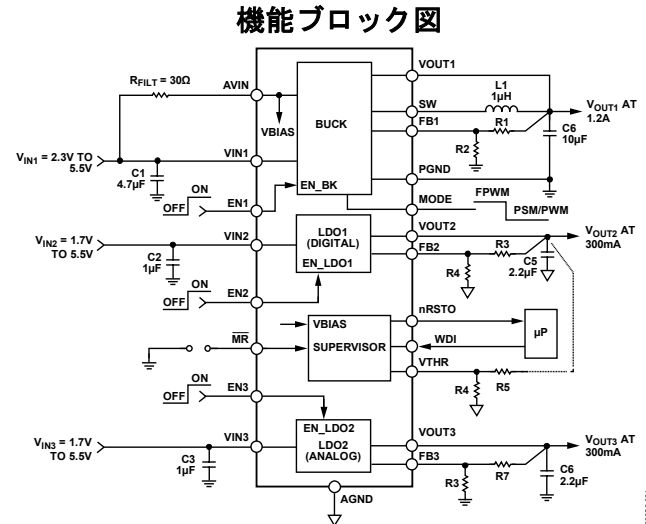 機能ブロック図
VOUT1
RFILT = 30Ω
AVIN
L1
1µH
SW
VOUT1 AT
1.2A
VBIAS
BUCK
FB1
R1
C6
10µF
R2
VIN1 = 2.3V TO
5.5V
VIN1
C1
4.7µF
PGND
EN_BK
ON
OFF
EN1
MODE
FPWM
PSM/PWM
VOUT2
VOUT2 AT
300mA
VIN2 = 1.7V
TO 5.5V
VIN2
LDO1
(DIGITAL)
FB2
R3
C2
1µF
EN_LDO1
R4
C5
2.2µF
ON
OFF
EN2
nRSTO
VBIAS
µP
WDI
MR
SUPERVISOR
VTHR
ON
OFF
EN3
R4
R5
EN_LDO2
VIN3 = 1.7V
TO 5.5V
VIN3
LDO2
(ANALOG)
VOUT3
VOUT3 AT
300mA
C3
1µF
FB3
R7
C6
2.2µF
R3
AGND